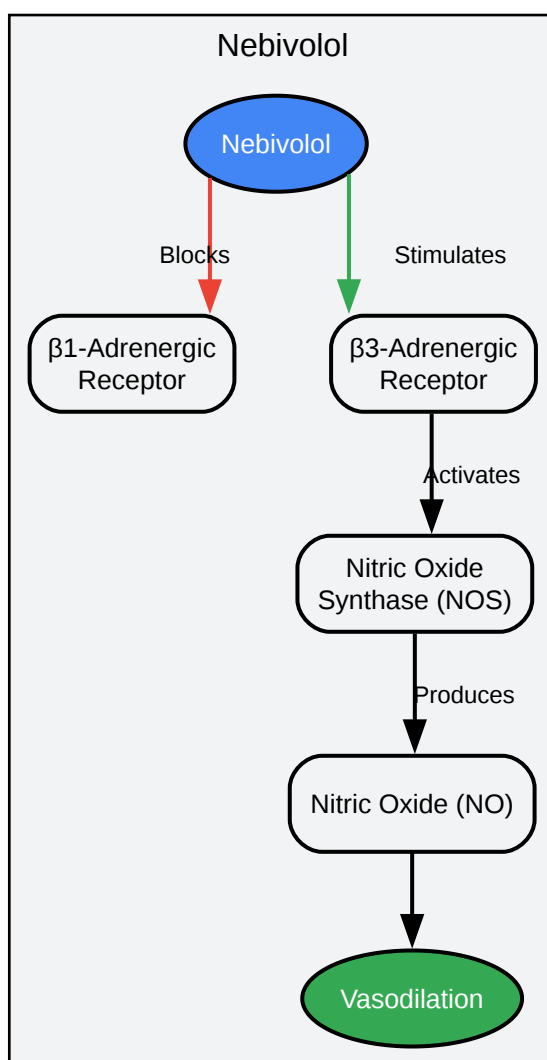 Nebivolol
Nebivolol
Blocks
Stimulates
β1-Adrenergic
Receptor
β3-Adrenergic
Receptor
Activates
Nitric Oxide
Synthase (NOS)
Produces
Nitric Oxide (NO)
Vasodilation